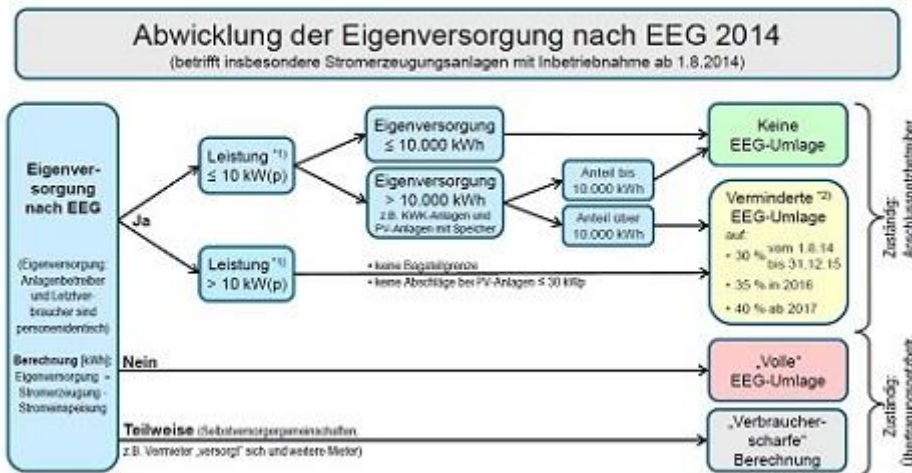 Abwicklung der Eigenversorgung nach EEG 2014
(betrifft insbesondere Stromerzeugungsanlagen mit Inbetriebnahme ab 1.8.2014)
Eigenver-
sorgung
nach EEG
(Eigenversorgung:
Anlagenbetreiber
und Letztver-
braucher sind
personenidentisch)
Berechnung [kWh]:
Eigenversorgung =
Stromerzeugung -
Stromeinspeisung
Ja
Leistung *1)
≤ 10 kW(p)
Leistung *1)
> 10 kW(p)
Eigenversorgung
≤ 10.000 kWh
Eigenversorgung
> 10.000 kWh
z.B. KWK-Anlagen und
PV-Anlagen mit Speicher
Anteil bis
10.000 kWh
Anteil über
10.000 kWh
• keine Bagatellgrenze
• keine Abschläge bei PV-Anlagen ≤ 30 kWp
Keine
EEG-Umlage
Verminderte *2)
EEG-Umlage
auf:
• 30 % vom 1.8.14
bis 31.12.15
• 35 % in 2016
• 40 % ab 2017
Zuständig:
Anschlussnetzbetreiber
Nein
„Volle"
EEG-Umlage
Teilweise (Selbstversorgergemeinschaften,
z.B. Vermieter „versorgt" sich und weitere Mieter)
„Verbraucher-
scharfe"
Berechnung
Zuständig: